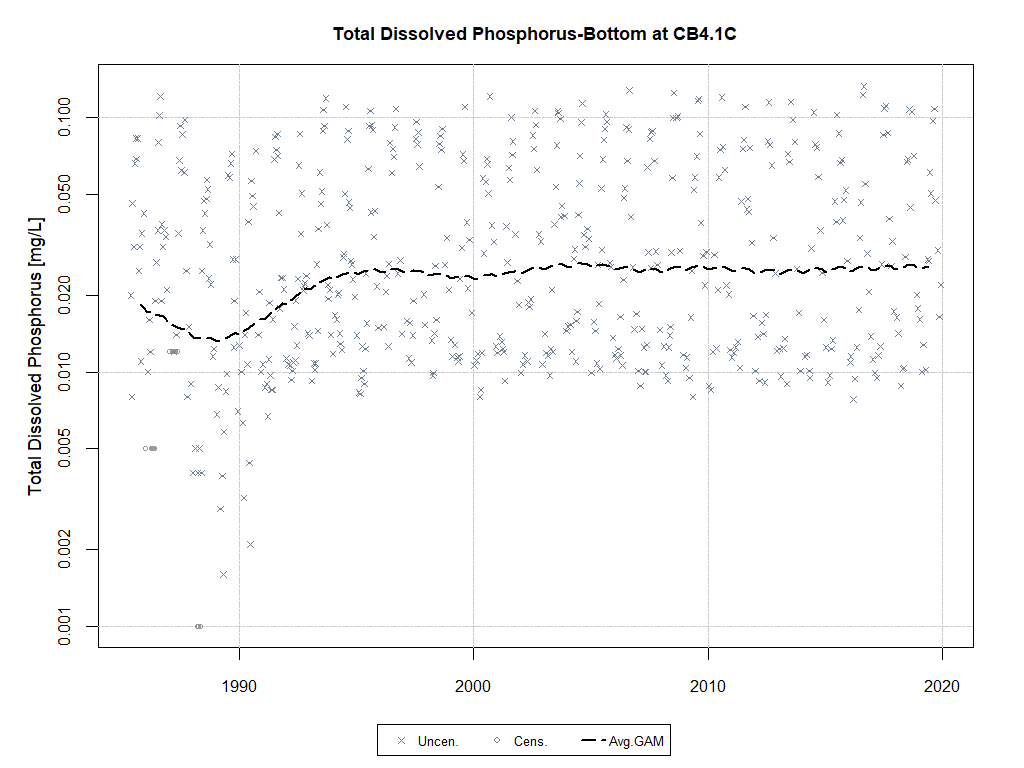 Total Dissolved Phosphorus-Bottom at CB4.1C
Total Dissolved Phosphorus [mg/L]
0.100
0.050
0.020
0.010
0.005
0.002
0.001
1990 2000 2010 2020
Uncen. Cens. Avg.GAM